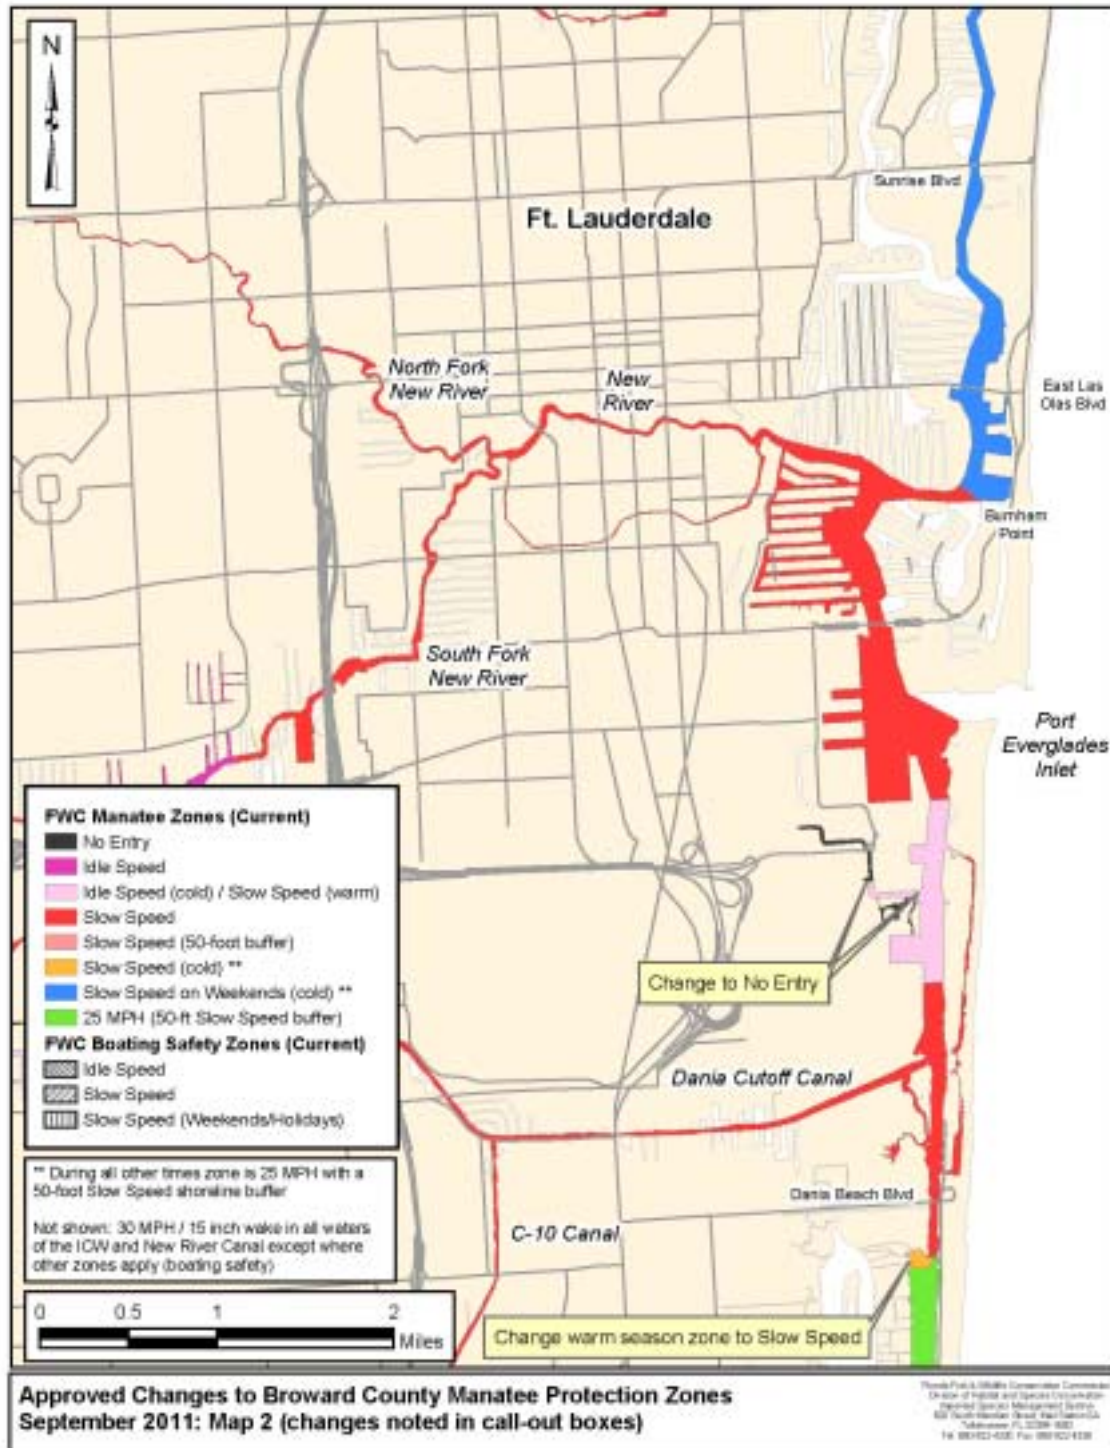 N
Sunrise Blvd
Ft. Lauderdale
North Fork
New River
New
River
East Las
Olas Blvd
Burnham
Point
South Fork
New River
Port
Everglades
Inlet
FWC Manatee Zones (Current)
No Entry
Idle Speed
Idle Speed (cold) / Slow Speed (warm)
Slow Speed
Slow Speed (50-foot buffer)
Slow Speed (cold) **
Slow Speed on Weekends (cold) **
25 MPH (50-ft Slow Speed buffer)
FWC Boating Safety Zones (Current)
Idle Speed
Slow Speed
Slow Speed (Weekends/Holidays)
Change to No Entry
Dania Cutoff Canal
Dania Beach Blvd
C-10 Canal
** During all other times zone is 25 MPH with a
50-foot Slow Speed shoreline buffer
Not shown: 30 MPH / 15 inch wake in all waters
of the ICW and New River Canal except where
other zones apply (boating safety)
0 0.5 1 2
Miles
Change warm season zone to Slow Speed
Approved Changes to Broward County Manatee Protection Zones
September 2011: Map 2 (changes noted in call-out boxes)